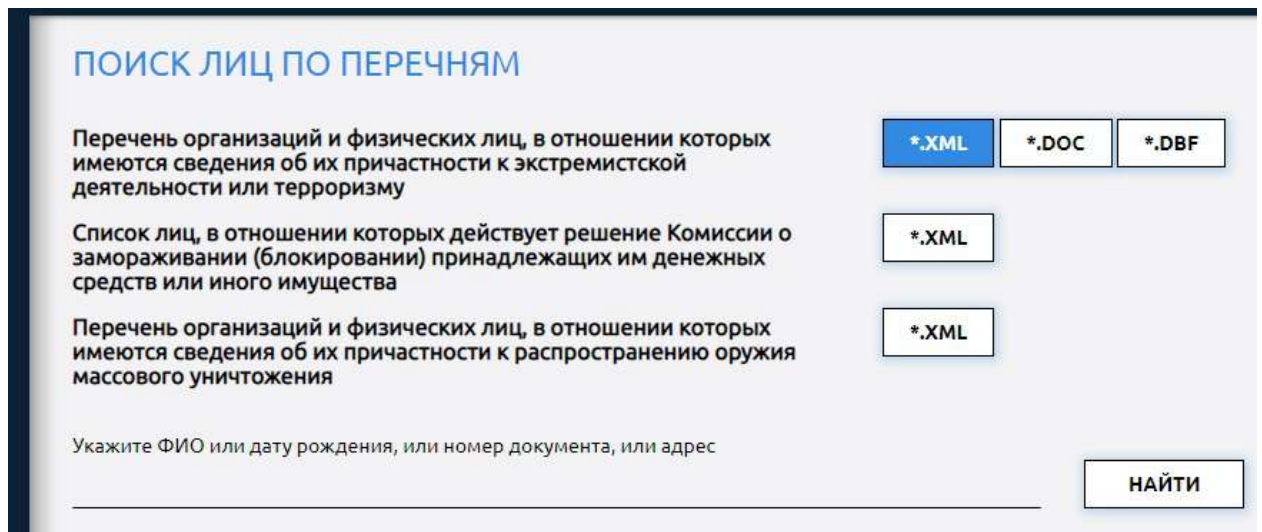 ПОИСК ЛИЦ ПО ПЕРЕЧНЯМ
Перечень организаций и физических лиц, в отношении которых
имеются сведения об их причастности к экстремистской
деятельности или терроризму
*.XML *.DOC *.DBF
Список лиц, в отношении которых действует решение Комиссии о
замораживании (блокировании) принадлежащих им денежных
средств или иного имущества
*.XML
Перечень организаций и физических лиц, в отношении которых
имеются сведения об их причастности к распространению оружия
массового уничтожения
*.XML
Укажите ФИО или дату рождения, или номер документа, или адрес
НАЙТИ